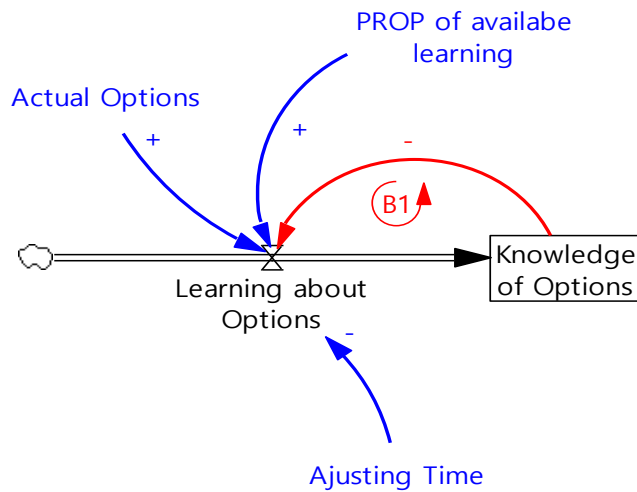 PROP of availabe
learning
Actual Options
+
+
-
B1
Knowledge
of Options
Learning about
Options
-
Ajusting Time